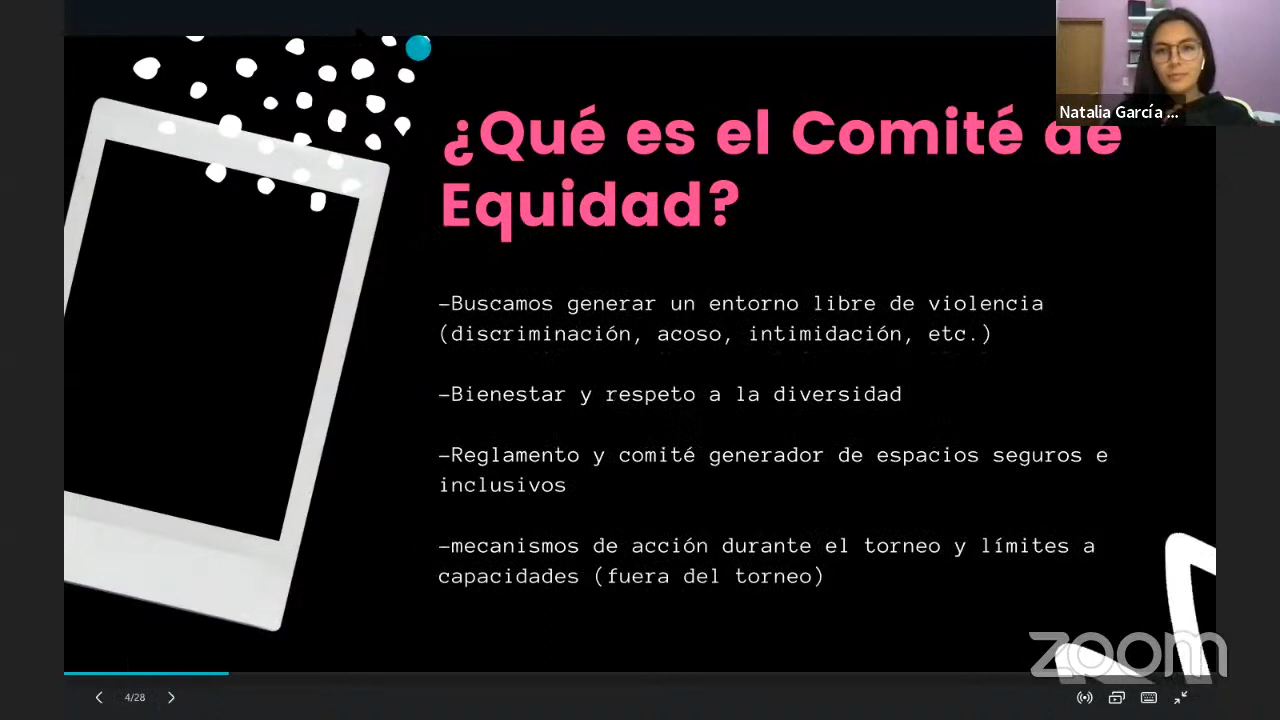 Natalia García ...
¿Qué es el Comité de
Equidad?
-Buscamos generar un entorno libre de violencia
(discriminación, acoso, intimidación, etc.)
-Bienestar y respeto a la diversidad
-Reglamento y comité generador de espacios seguros e
inclusivos
-mecanismos de acción durante el torneo y límites a
capacidades (fuera del torneo)
zoom
4/28